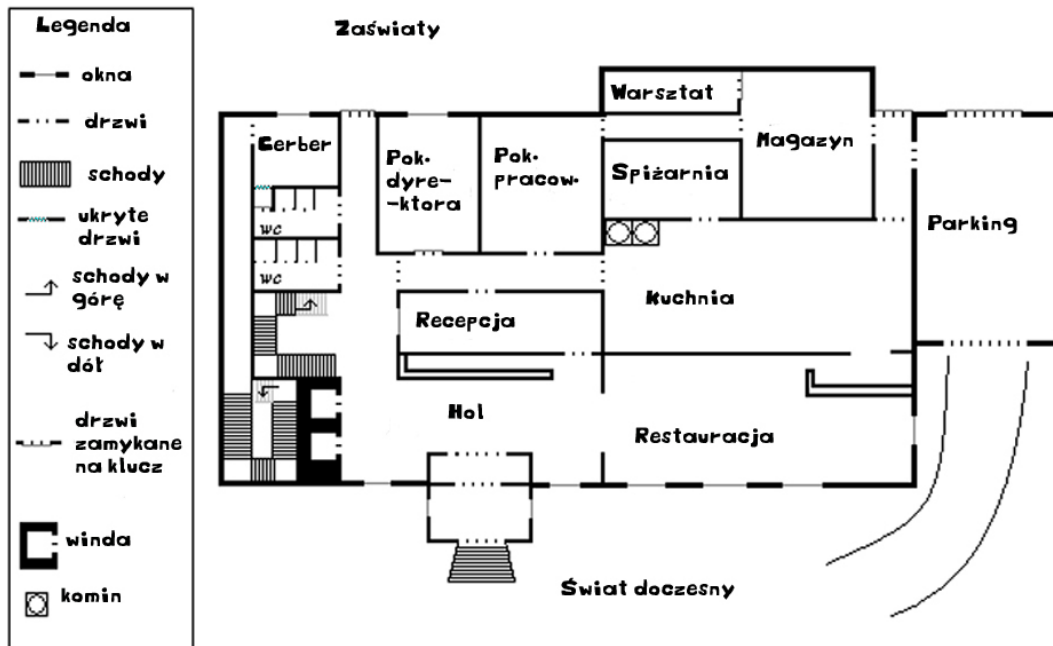 Legenda
okna
drzwi
schody
ukryte
drzwi
schody w
górę
schody w
dół
drzwi
zamykane
na klucz
winda
komin
Zaświaty
Warsztat
Cerber
Magazyn
Pok.
dyre-
-ktora
Pok.
pracow.
Spiżarnia
wc
Parking
wc
Kuchnia
Recepcja
Hol
Restauracja
Świat doczesny